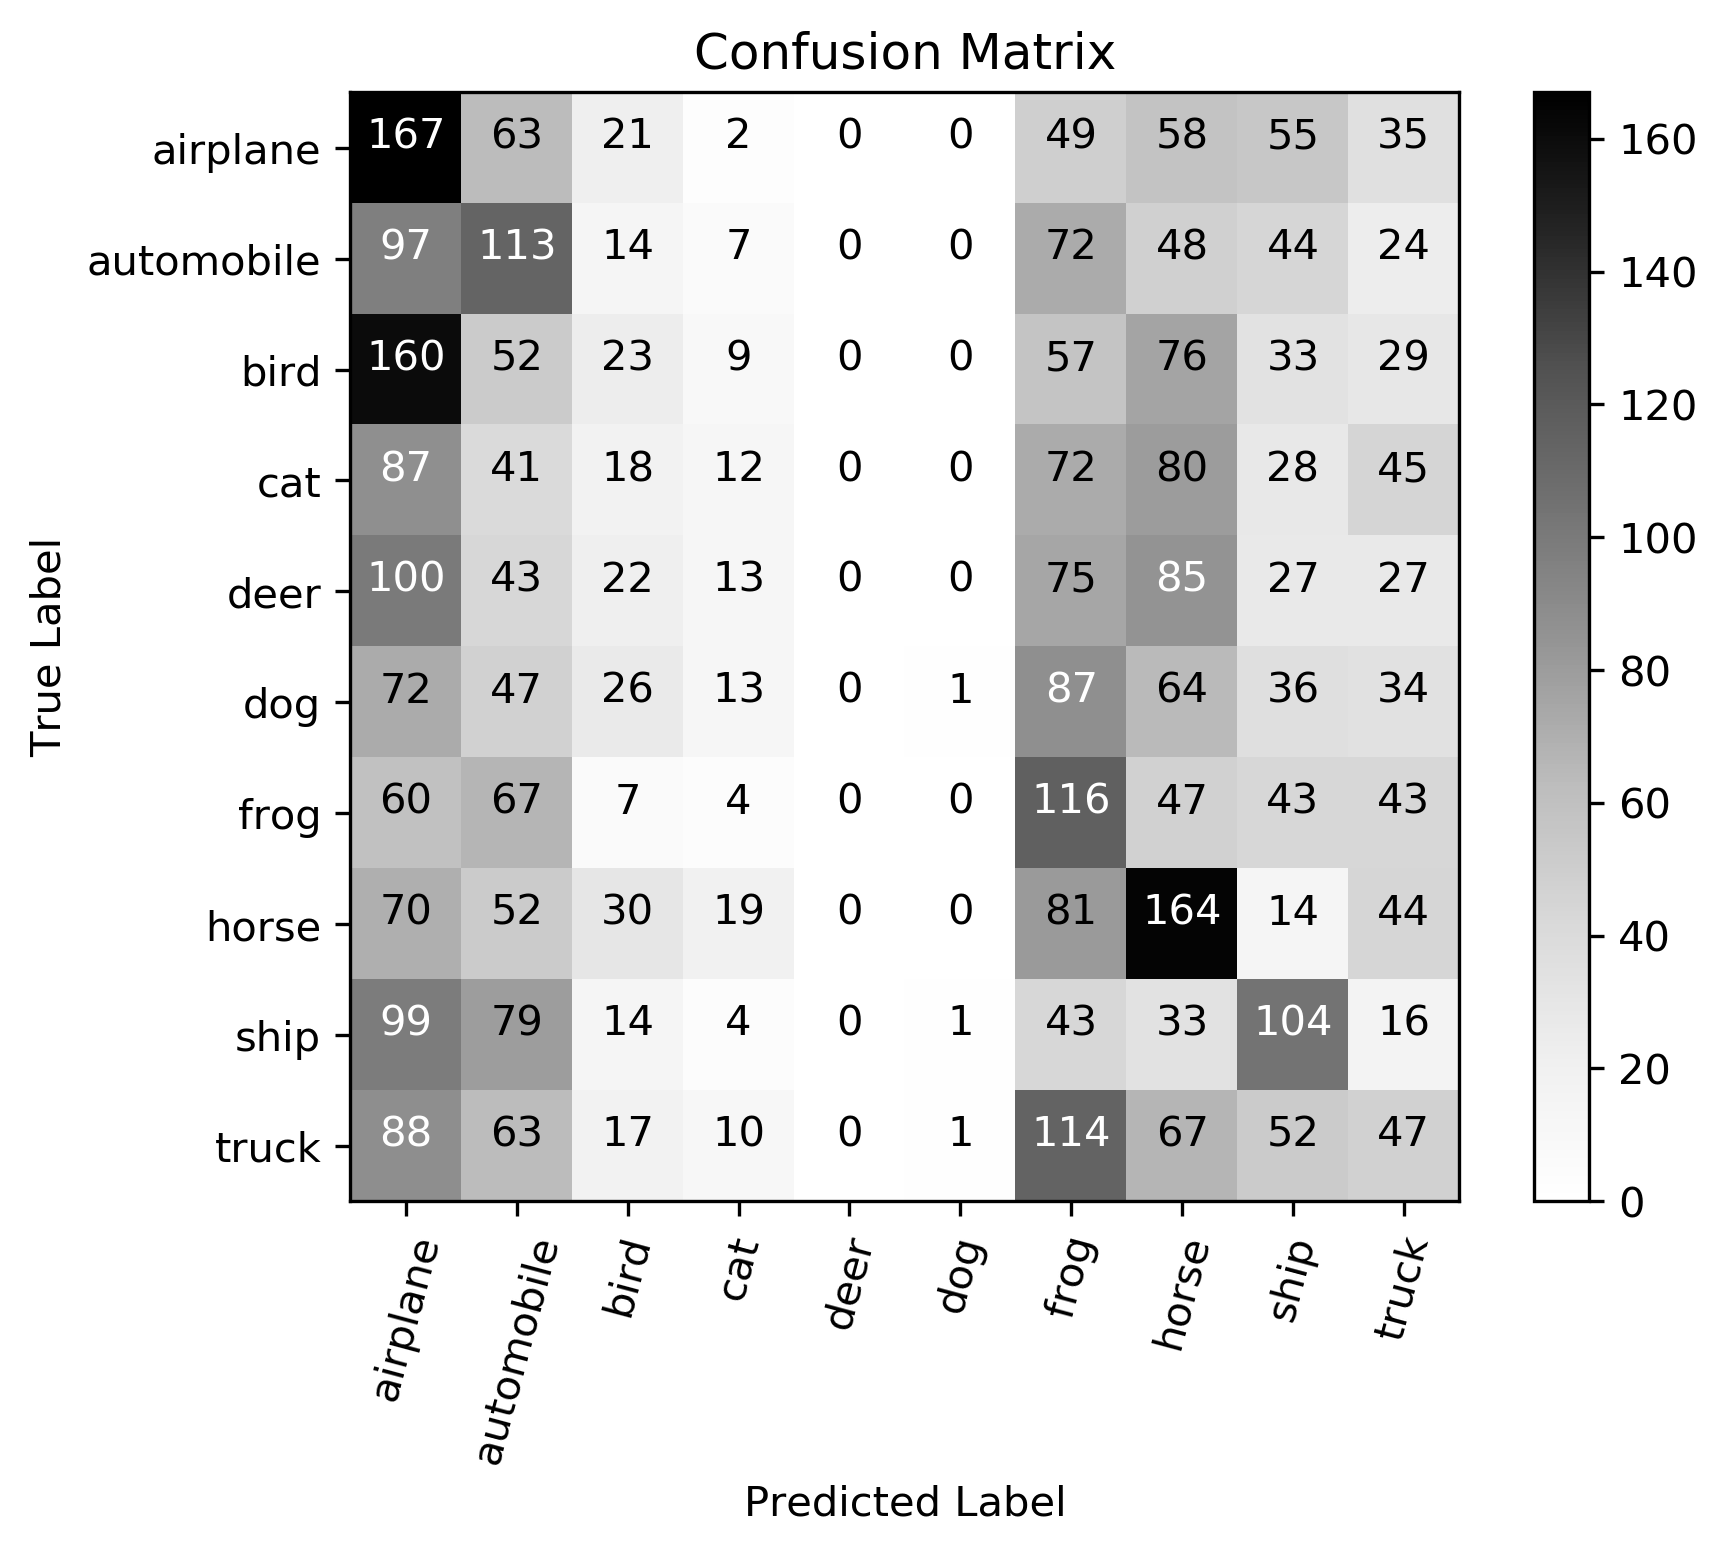 Confusion Matrix
airplane 167 63 21 2 0 0 49 58 55 35
automobile 97 113 14 7 0 0 72 48 44 24
bird 160 52 23 9 0 0 57 76 33 29
cat 87 41 18 12 0 0 72 80 28 45
deer 100 43 22 13 0 0 75 85 27 27
dog 72 47 26 13 0 1 87 64 36 34
frog 60 67 7 4 0 0 116 47 43 43
horse 70 52 30 19 0 0 81 164 14 44
ship 99 79 14 4 0 1 43 33 104 16
truck 88 63 17 10 0 1 114 67 52 47
True Label
airplane automobile bird cat deer dog frog horse ship truck
Predicted Label
160
140
120
100
80
60
40
20
0